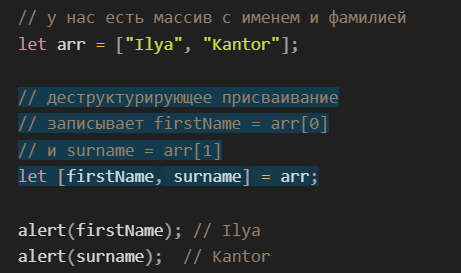 // у нас есть массив с именем и фамилией
let arr = ["Ilya", "Kantor"];
// деструктурирующее присваивание
// записывает firstName = arr[0]
// и surname = arr[1]
let [firstName, surname] = arr;
alert(firstName); // Ilya
alert(surname);  // Kantor